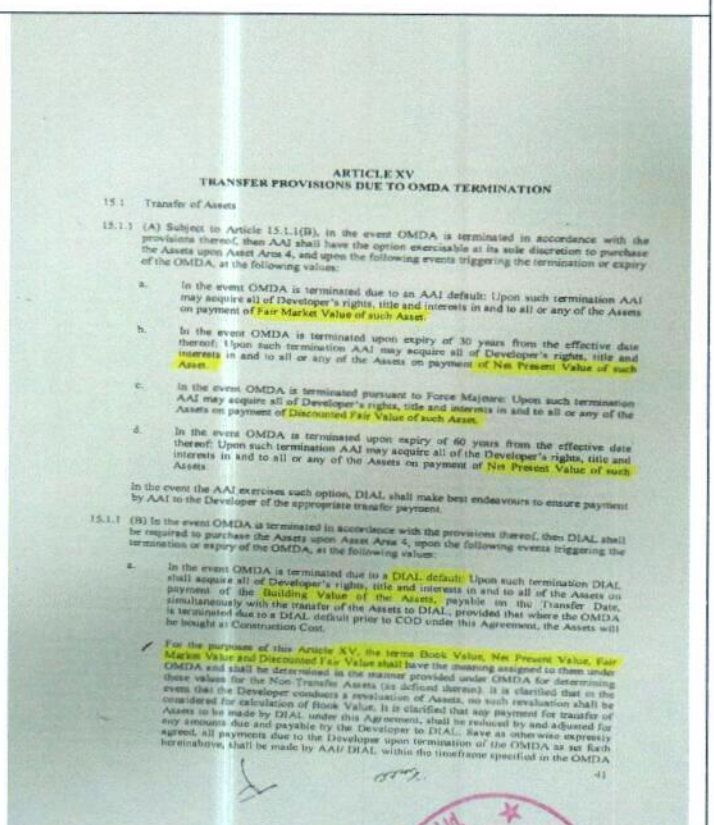 ARTICLE XV
TRANSFER PROVISIONS DUE TO OMDA TERMINATION
15.1 Transfer of Assets
15.1.1 (A) Subject to Article 15.1.1(B), in the event OMDA is terminated in accordance with the
provisions thereof, then AAI shall have the option exercisable at its sole discretion to purchase
the Assets upon Asset Area 4, and upon the following events triggering the termination or expiry
of the OMDA, at the following values:
a. In the event OMDA is terminated due to an AAI default: Upon such termination AAI
may acquire all of Developer's rights, title and interests in and to all or any of the Assets
on payment of Fair Market Value of such Asset.
b. In the event OMDA is terminated upon expiry of 30 years from the effective date
thereof: Upon such termination AAI may acquire all of Developer's rights, title and
interests in and to all or any of the Assets on payment of Net Present Value of such
Asset.
c. In the event OMDA is terminated pursuant to Force Majeure: Upon such termination
AAI may acquire all of Developer's rights, title and interests in and to all or any of the
Assets on payment of Discounted Fair Value of such Asset.
d. In the event OMDA is terminated upon expiry of 60 years from the effective date
thereof: Upon such termination AAI may acquire all of the Developer's rights, title and
interests in and to all or any of the Assets on payment of Net Present Value of such
Assets.
In the event the AAI exercises such option, DIAL shall make best endeavours to ensure payment
by AAI to the Developer of the appropriate transfer payment.
15.1.1 (B) In the event OMDA is terminated in accordance with the provisions thereof, then DIAL shall
be required to purchase the Assets upon Asset Area 4, upon the following events triggering the
termination or expiry of the OMDA, at the following values:
a. In the event OMDA is terminated due to a DIAL default: Upon such termination DIAL
shall acquire all of Developer's rights, title and interests in and to all of the Assets on
payment of the Building Value of the Assets, payable on the Transfer Date,
simultaneously with the transfer of the Assets to DIAL, provided that where the OMDA
is terminated due to a DIAL default prior to COD under this Agreement, the Assets will
be bought at Construction Cost.
For the purposes of this Article XV, the terms Book Value, Net Present Value, Fair
Market Value and Discounted Fair Value shall have the meaning assigned to them under
OMDA and shall be determined in the manner provided under OMDA for determining
these values for the Non-Transfer Assets (as defined therein). It is clarified that in the
event that the Developer conducts a revaluation of Assets, no such revaluation shall be
considered for calculation of Book Value. It is clarified that any payment for transfer of
Assets to be made by DIAL under this Agreement, shall be reduced by and adjusted for
any amounts due and payable by the Developer to DIAL. Save as otherwise expressly
agreed, all payments due to the Developer upon termination of the OMDA as set forth
hereinabove, shall be made by AAI/ DIAL within the timeframe specified in the OMDA
41